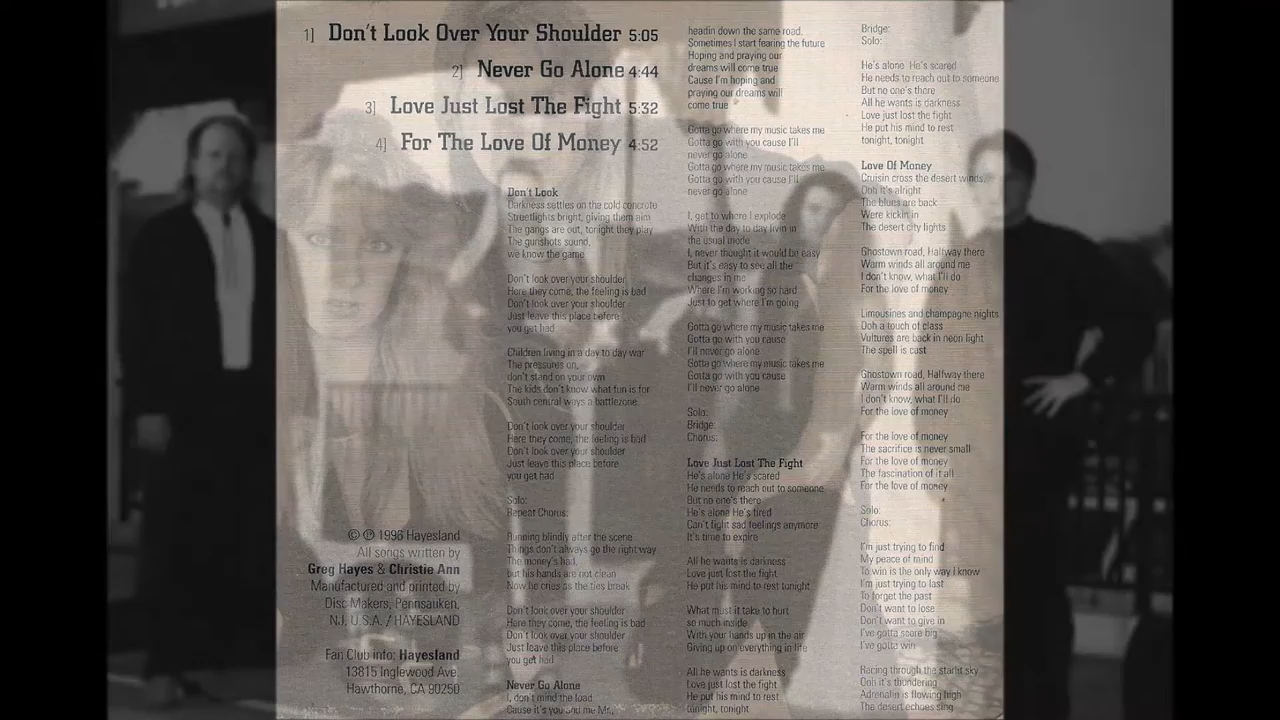 1] Don't Look Over Your Shoulder 5:05
2] Never Go Alone 4:44
3] Love Just Lost The Fight 5:32
4] For The Love Of Money 4:52
Don't Look
Darkness settles on the cold concrete
Streetlights bright, giving them aim
The gangs are out, tonight they play
The gunshots sound,
we know the game
Don't look over your shoulder
Here they come, the feeling is bad
Don't look over your shoulder
Just leave this place before
you get had
Children living in a day to day war
The pressures on,
don't stand on your own
The kids don't know what fun is for
South central ways a battlezone
Don't look over your shoulder
Here they come, the feeling is bad
Don't look over your shoulder
Just leave this place before
you get had
Solo:
Repeat Chorus:
Running blindly after the scene
Things don't always go the right way
The money's had,
but his hands are not clean
Now he cries as the ties break
Don't look over your shoulder
Here they come, the feeling is bad
Don't look over your shoulder
Just leave this place before
you get had
Never Go Alone
I, don't mind the load
Cause it's you and me Mr.,
headin down the same road.
Sometimes I start fearing the future
Hoping and praying our
dreams will come true
Cause I'm hoping and
praying our dreams will
come true
Gotta go where my music takes me
Gotta go with you cause I'll
never go alone
Gotta go where my music takes me
Gotta go with you cause I'll
never go alone
I, get to where I explode
With the day to day livin in
the usual mode
I, never thought it would be easy
But it's easy to see all the
changes in me
Where I'm working so hard
Just to get where I'm going
Gotta go where my music takes me
Gotta go with you cause
I'll never go alone
Gotta go where my music takes me
Gotta go with you cause
I'll never go alone
Solo:
Bridge:
Chorus:
Love Just Lost The Fight
He's alone He's scared
He needs to reach out to someone
But no one's there
He's alone He's tired
Can't fight sad feelings anymore
It's time to expire
All he wants is darkness
Love just lost the fight
He put his mind to rest tonight
What must it take to hurt
so much inside
With your hands up in the air
Giving up on everything in life
All he wants is darkness
Love just lost the fight
He put his mind to rest
tonight, tonight
Bridge:
Solo:
He's alone He's scared
He needs to reach out to someone
But no one's there
All he wants is darkness
Love just lost the fight
He put his mind to rest
tonight, tonight
Love Of Money
Cruisin cross the desert winds,
Ooh It's alright
The blues are back
Were kickin in
The desert city lights
Ghostown road, Halfway there
Warm winds all around me
I don't know, what I'll do
For the love of money
Limousines and champagne nights
Ooh a touch of class
Vultures are back in neon light
The spell is cast
Ghostown road, Halfway there
Warm winds all around me
I don't know, what I'll do
For the love of money
For the love of money
The sacrifice is never small
For the love of money
The fascination of it all
For the love of money
Solo:
Chorus:
I'm just trying to find
My peace of mind
To win is the only way I know
I'm just trying to last
To forget the past
Don't want to lose
Don't want to give in
I've gotta score big
I've gotta win
Racing through the starlit sky
Ooh it's thundering
Adrenalin is flowing high
The desert echoes sing
© ℗ 1996 Hayesland
All songs written by
Greg Hayes & Christie Ann
Manufactured and printed by
Disc Makers, Pennsauken,
NJ, U.S.A. / HAYESLAND
Fan Club info: Hayesland
13815 Inglewood Ave.
Hawthorne, CA 90250